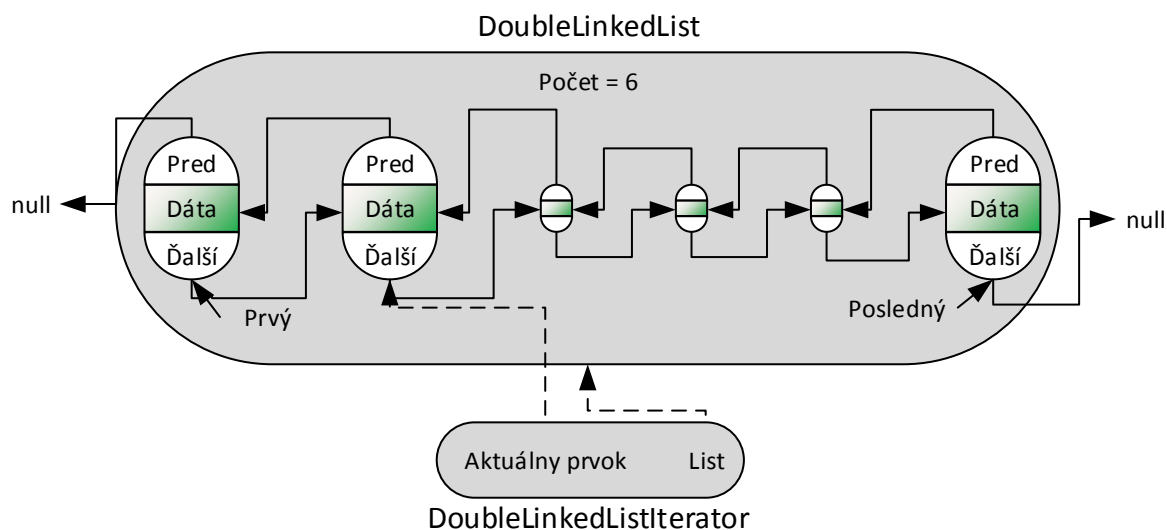 DoubleLinkedList
Počet = 6
Pred
Pred
Pred
null
Dáta
Dáta
Dáta
null
Ďalší
Ďalší
Ďalší
Prvý
Posledný
Aktuálny prvok
List
DoubleLinkedListIterator